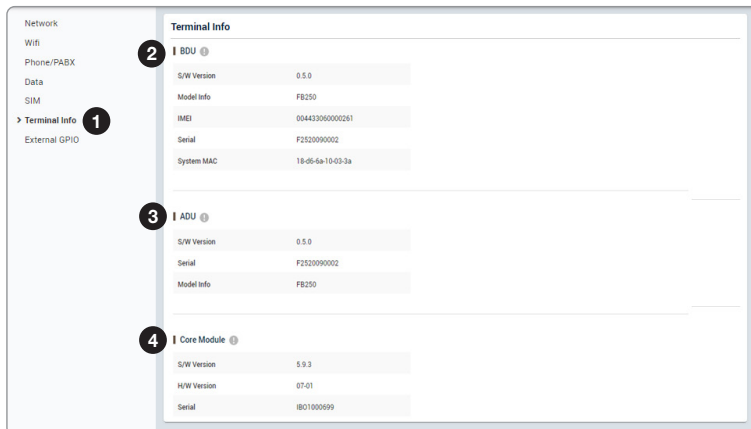 Network
Wifi
Phone/PABX
Data
SIM
> Terminal Info 1
External GPIO
Terminal Info
2 BDU !
S/W Version 0.5.0
Model Info FB250
IMEI 004433060000261
Serial F2520090002
System MAC 18-d6-6a-10-03-3a
3 ADU !
S/W Version 0.5.0
Serial F2520090002
Model Info FB250
4 Core Module !
S/W Version 5.9.3
H/W Version 07-01
Serial IBO1000699